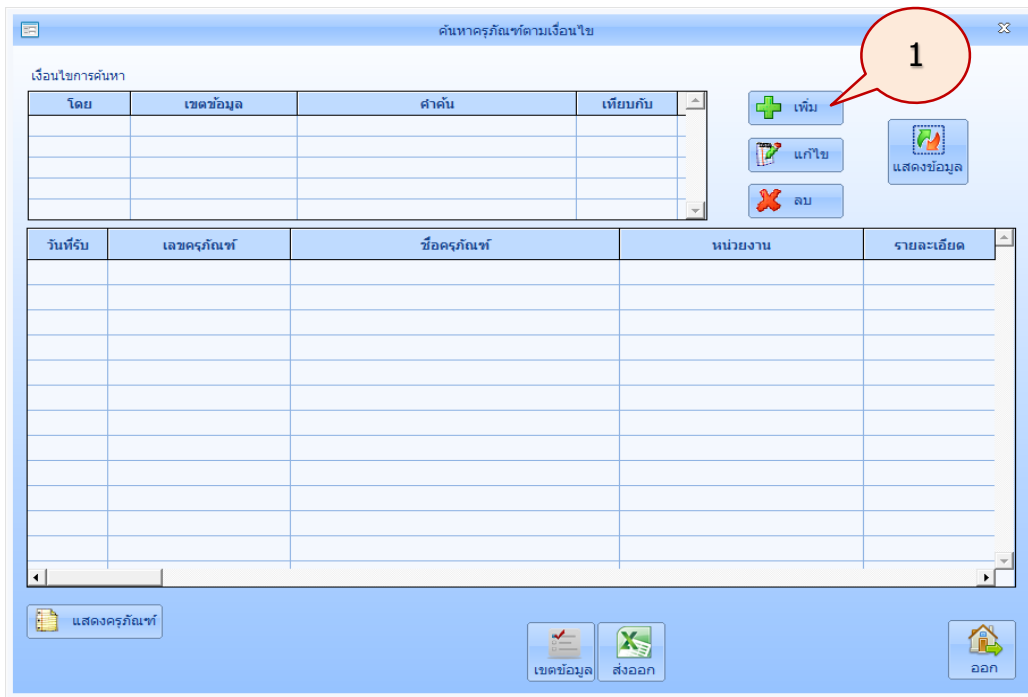 ค้นหาครุภัณฑ์ตามเงื่อนไข
1
เงื่อนไขการค้นหา
โดย เขตข้อมูล คำค้น เทียบกับ
เพิ่ม
แก้ไข
แสดงข้อมูล
ลบ
วันที่รับ เลขครุภัณฑ์ ชื่อครุภัณฑ์ หน่วยงาน รายละเอียด
แสดงครุภัณฑ์
เขตข้อมูล ส่งออก ออก